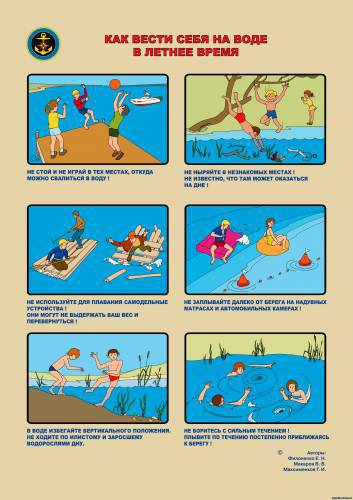 КАК ВЕСТИ СЕБЯ НА ВОДЕ
В ЛЕТНЕЕ ВРЕМЯ
НЕ СТОЙ И НЕ ИГРАЙ В ТЕХ МЕСТАХ, ОТКУДА
МОЖНО СВАЛИТЬСЯ В ВОДУ !
НЕ НЫРЯЙТЕ В НЕЗНАКОМЫХ МЕСТАХ !
НЕ ИЗВЕСТНО, ЧТО ТАМ МОЖЕТ ОКАЗАТЬСЯ
НА ДНЕ !
НЕ ИСПОЛЬЗУЙТЕ ДЛЯ ПЛАВАНИЯ САМОДЕЛЬНЫЕ
УСТРОЙСТВА !
ОНИ МОГУТ НЕ ВЫДЕРЖАТЬ ВАШ ВЕС И
ПЕРЕВЕРНУТЬСЯ !
НЕ ЗАПЛЫВАЙТЕ ДАЛЕКО ОТ БЕРЕГА НА НАДУВНЫХ
МАТРАСАХ И АВТОМОБИЛЬНЫХ КАМЕРАХ !
В ВОДЕ ИЗБЕГАЙТЕ ВЕРТИКАЛЬНОГО ПОЛОЖЕНИЯ.
НЕ ХОДИТЕ ПО ИЛИСТОМУ И ЗАРОСШЕМУ
ВОДОРОСЛЯМИ ДНУ.
НЕ БОРИТЕСЬ С СИЛЬНЫМ ТЕЧЕНИЕМ !
ПЛЫВИТЕ ПО ТЕЧЕНИЮ ПОСТЕПЕННО ПРИБЛИЖАЯСЬ
К БЕРЕГУ !
© Авторы:
Филоненко Е. Н.
Макаров В. В.
Максименков Г. И.